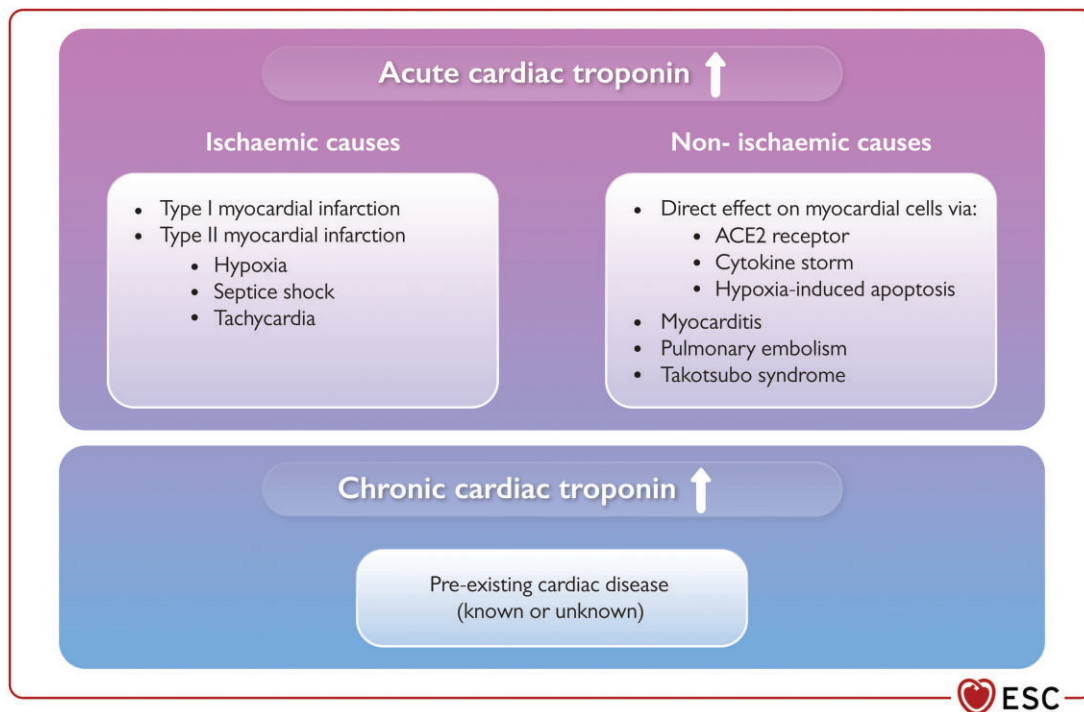 Acute cardiac troponin
Ischaemic causes
• Type I myocardial infarction
• Type II myocardial infarction
• Hypoxia
• Septice shock
• Tachycardia
Non- ischaemic causes
• Direct effect on myocardial cells via:
• ACE2 receptor
• Cytokine storm
• Hypoxia-induced apoptosis
• Myocarditis
• Pulmonary embolism
• Takotsubo syndrome
Chronic cardiac troponin
Pre-existing cardiac disease
(known or unknown)
ESC